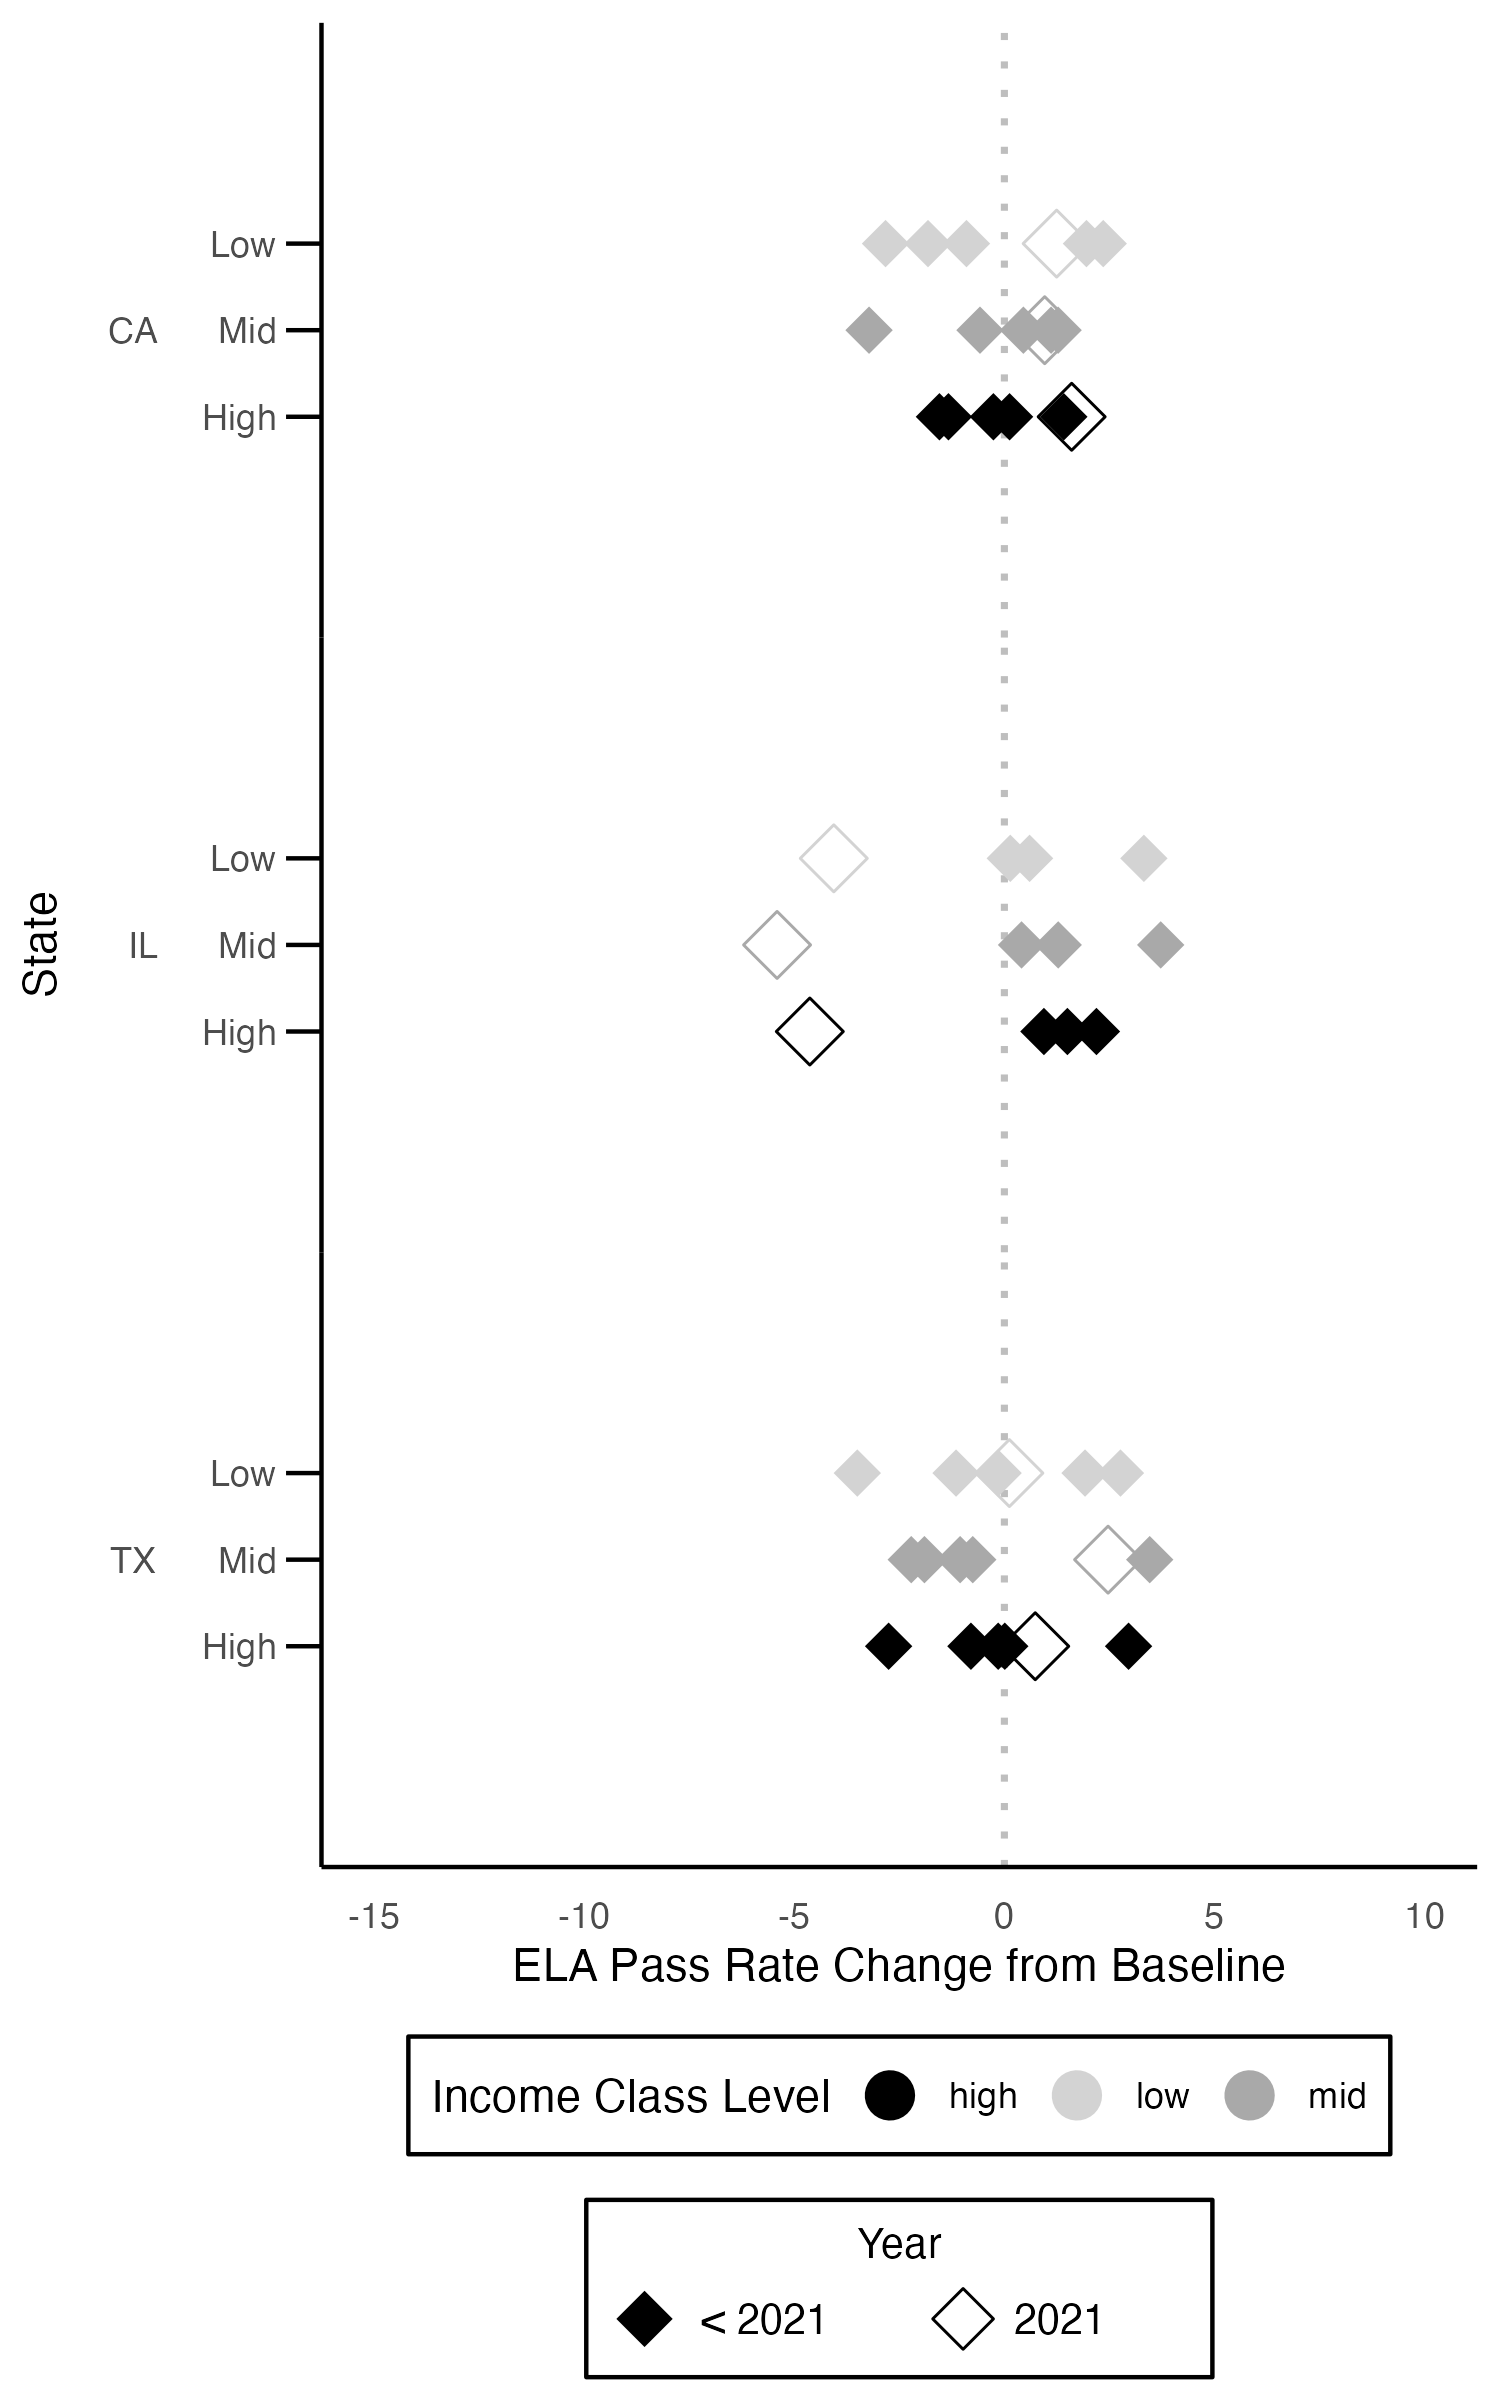 Low
CA Mid
High
State
Low
IL Mid
High
Low
TX Mid
High
-15 -10 -5 0 5 10
ELA Pass Rate Change from Baseline
Income Class Level high low mid
Year
< 2021 2021